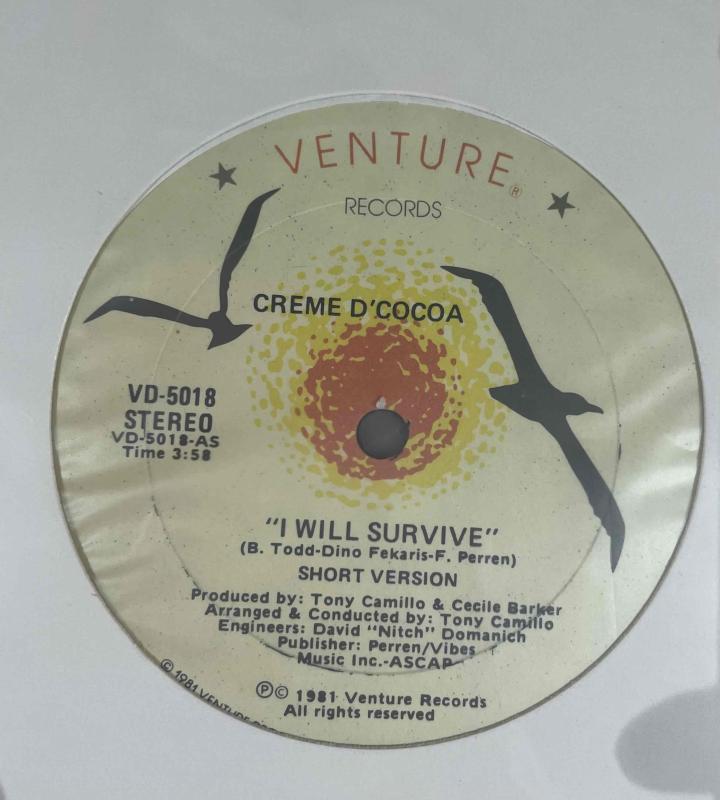 VENTURE®
RECORDS
CREME D'COCOA
VD-5018
STEREO
VD-5018-AS
Time 3:58
"I WILL SURVIVE"
(B. Todd-Dino Fekaris-F. Perren)
SHORT VERSION
Produced by: Tony Camillo & Cecile Barker
Arranged & Conducted by: Tony Camillo
Engineers: David "Nitch" Domanich
Publisher: Perren/Vibes
Music Inc.-ASCAP
℗© 1981 Venture Records
All rights reserved
© 1981 VENTURE